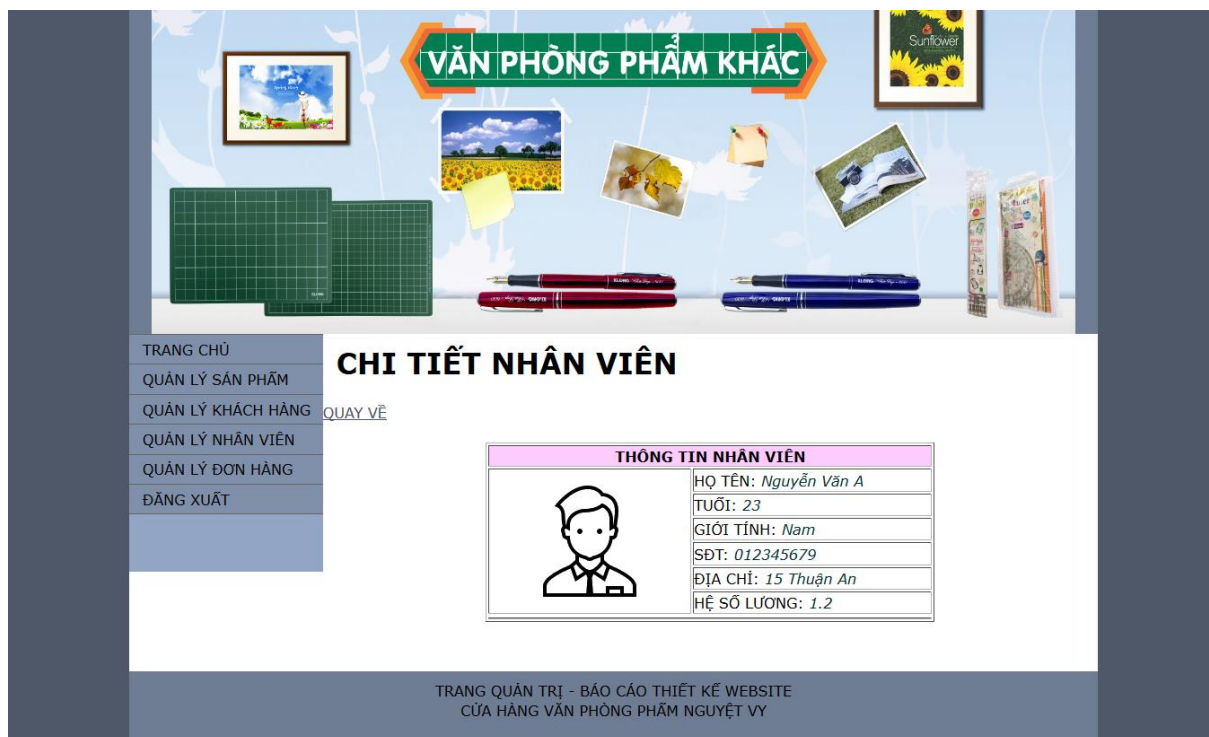 Sunflower
VĂN PHÒNG PHẨM KHÁC
TRANG CHỦ
QUẢN LÝ SẢN PHẨM
QUẢN LÝ KHÁCH HÀNG
QUẢN LÝ NHÂN VIÊN
QUẢN LÝ ĐƠN HÀNG
ĐĂNG XUẤT
CHI TIẾT NHÂN VIÊN
QUAY VỀ
THÔNG TIN NHÂN VIÊN
HỌ TÊN: Nguyễn Văn A
TUỔI: 23
GIỚI TÍNH: Nam
SĐT: 012345679
ĐỊA CHỈ: 15 Thuận An
HỆ SỐ LƯƠNG: 1.2
TRANG QUẢN TRỊ - BÁO CÁO THIẾT KẾ WEBSITE
CỬA HÀNG VĂN PHÒNG PHẨM NGUYỆT VY